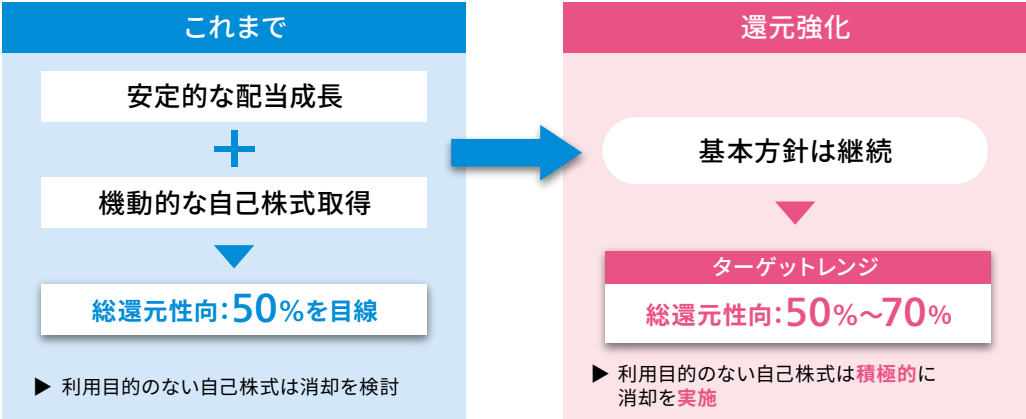 これまで
安定的な配当成長
+
機動的な自己株式取得
総還元性向:50%を目線
▶ 利用目的のない自己株式は消却を検討
還元強化
基本方針は継続
ターゲットレンジ
総還元性向:50%～70%
▶ 利用目的のない自己株式は積極的に
消却を実施